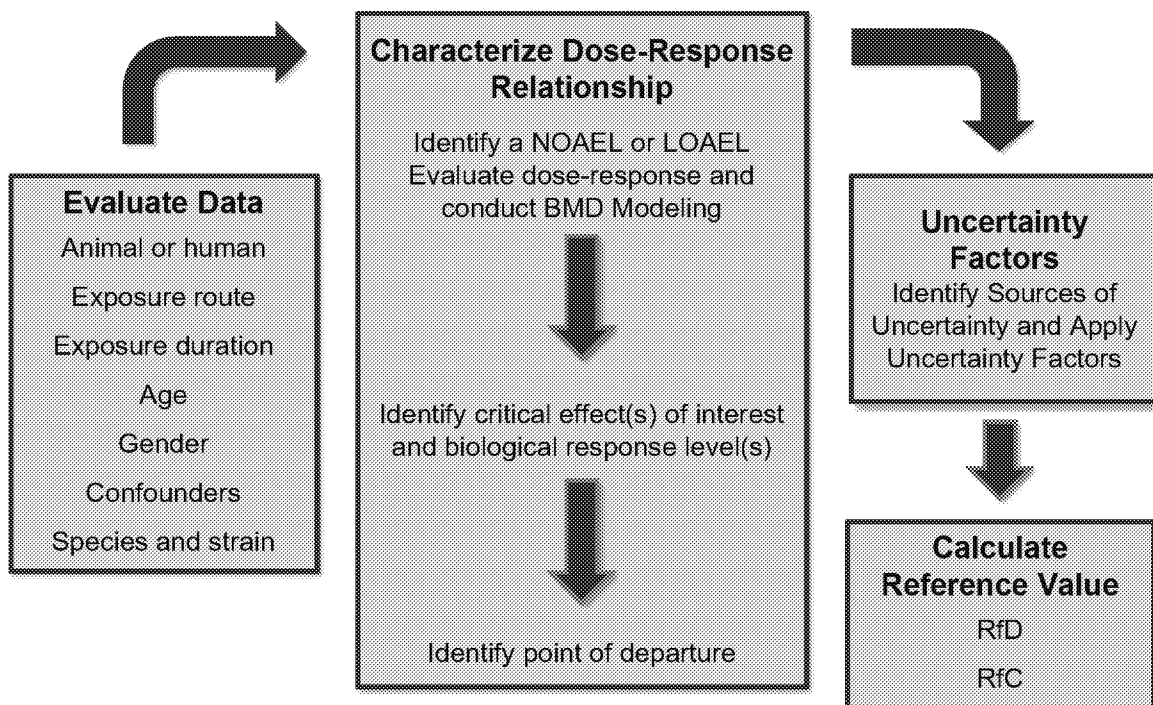 Evaluate Data
Animal or human
Exposure route
Exposure duration
Age
Gender
Confounders
Species and strain
Characterize Dose-Response
Relationship
Identify a NOAEL or LOAEL
Evaluate dose-response and
conduct BMD Modeling
Identify critical effect(s) of interest
and biological response level(s)
Identify point of departure
Uncertainty
Factors
Identify Sources of
Uncertainty and Apply
Uncertainty Factors
Calculate
Reference Value
RfD
RfC